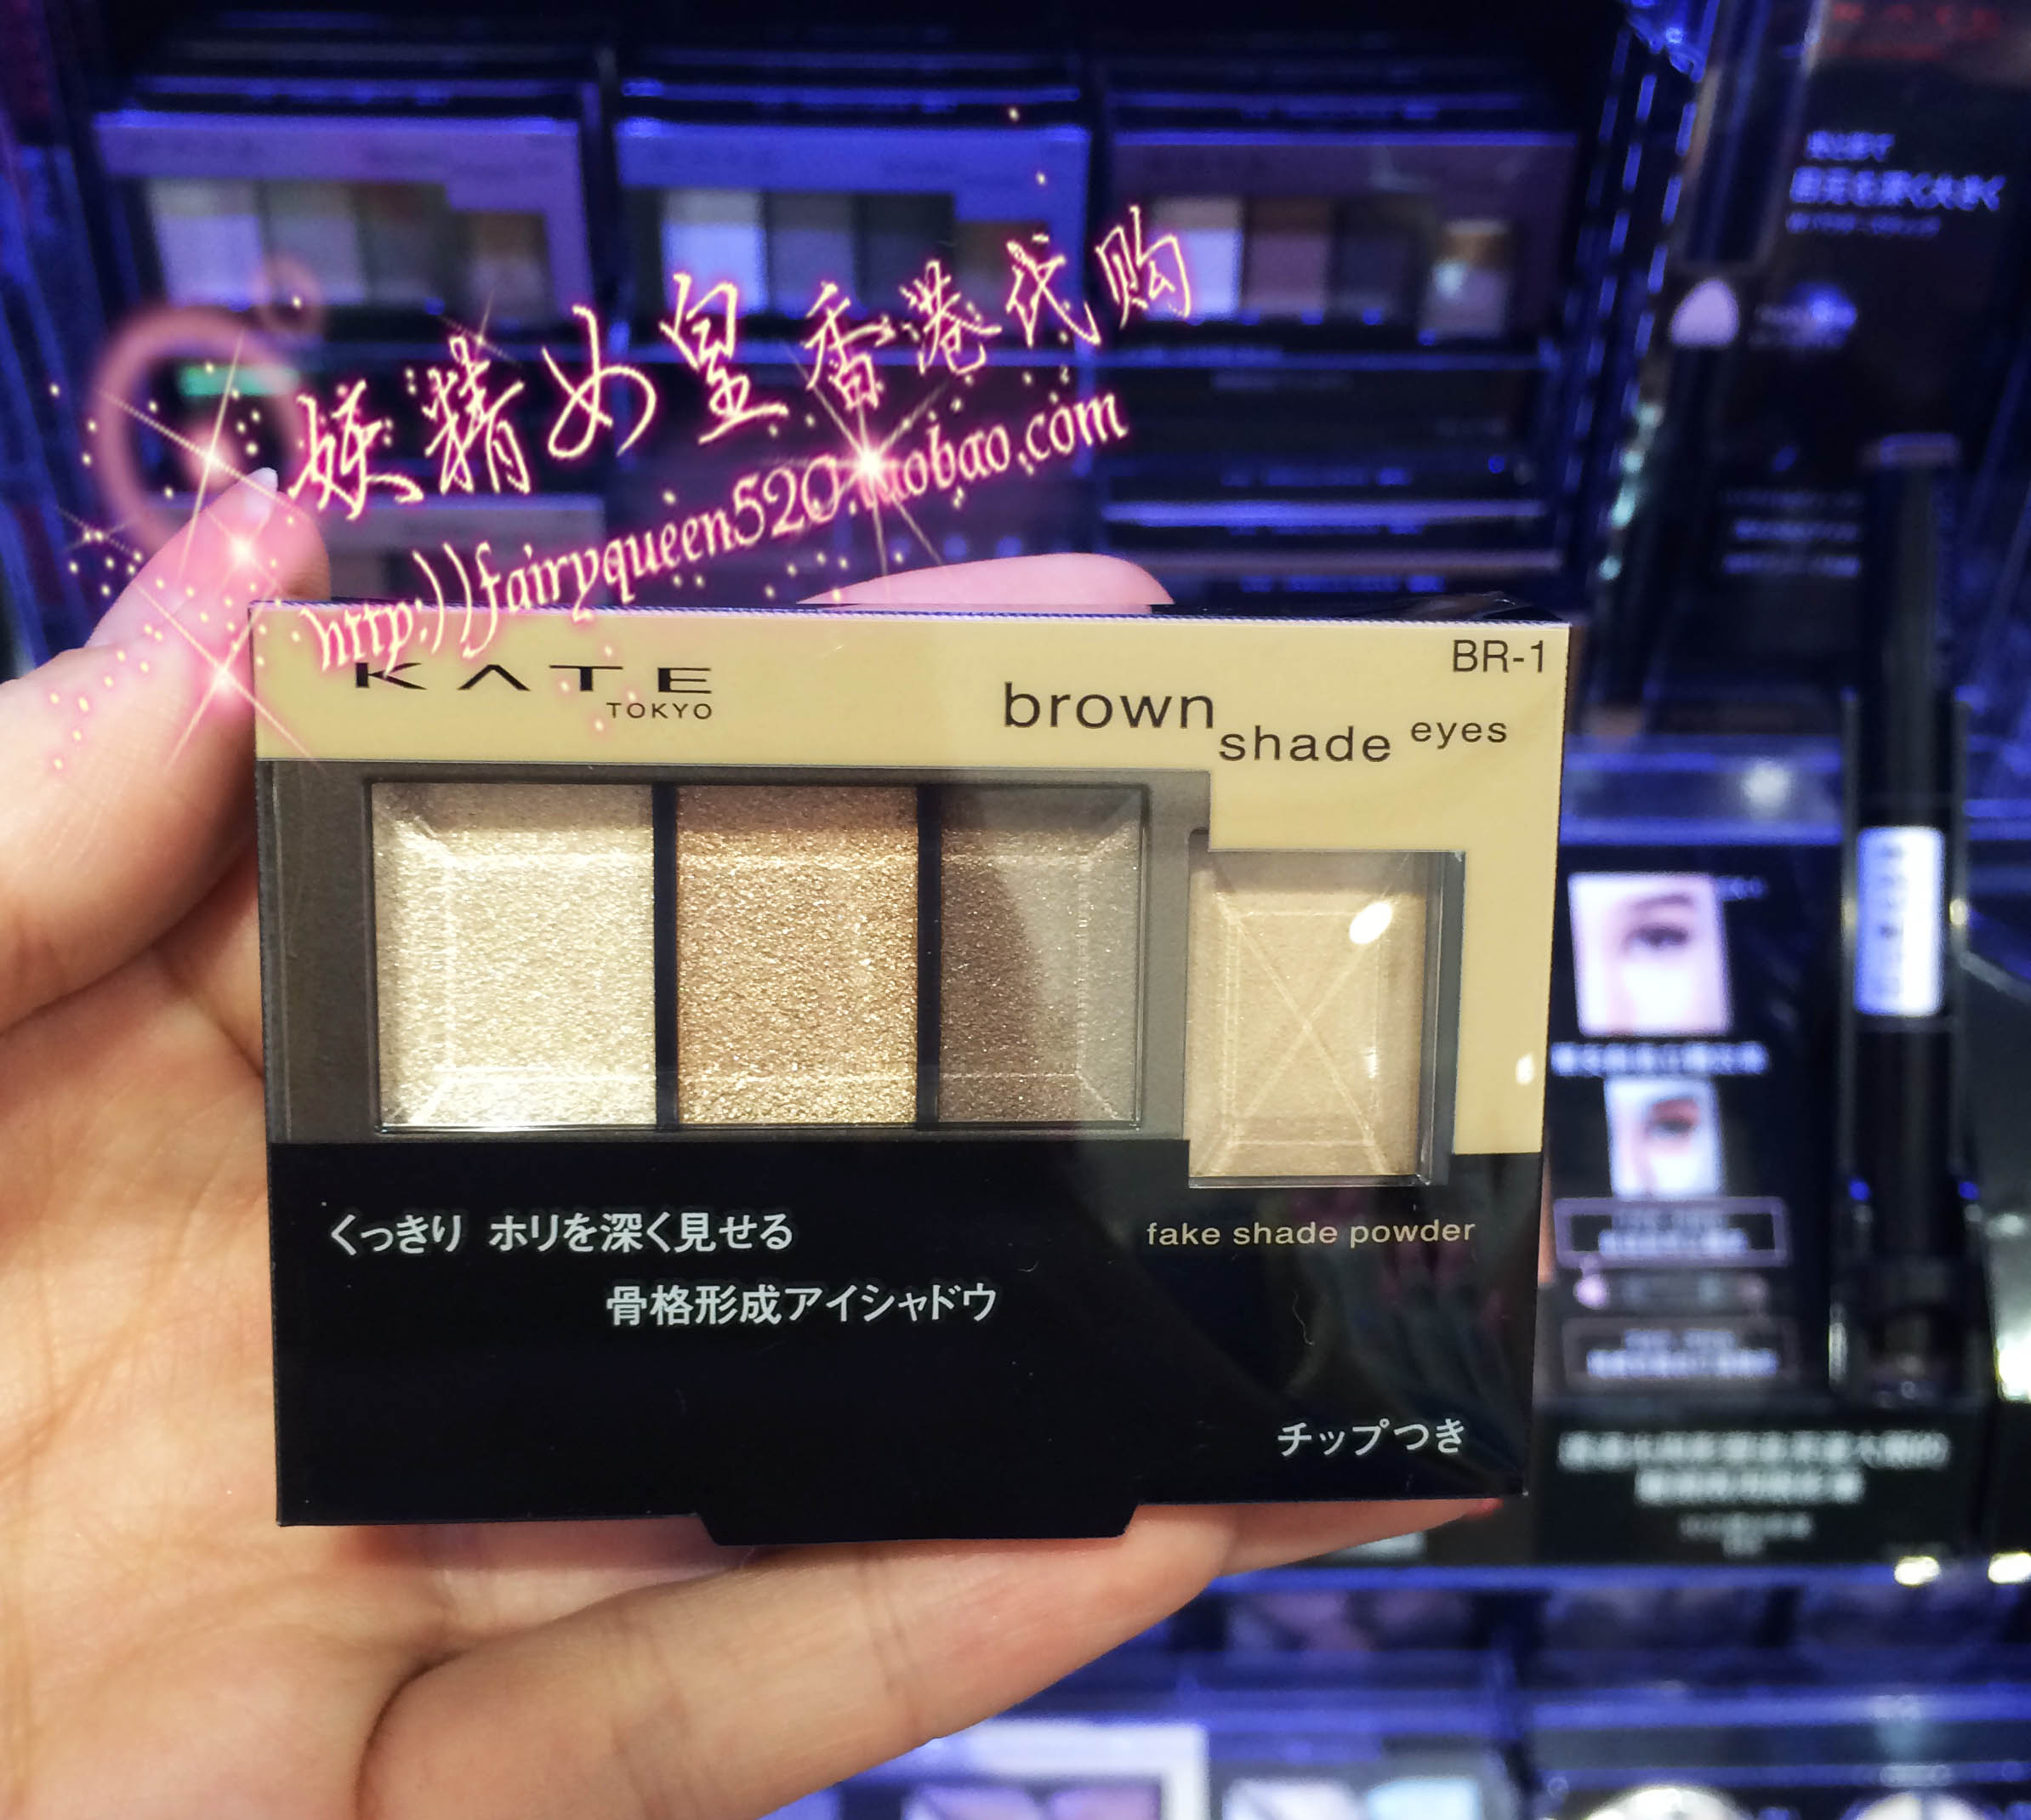 妖精女皇香港代购
http://fairyqueen520.taobao.com
KATE
TOKYO
BR-1
brown shade eyes
くっきり ホリを深く見せる
骨格形成アイシャドウ
fake shade powder
チップつき